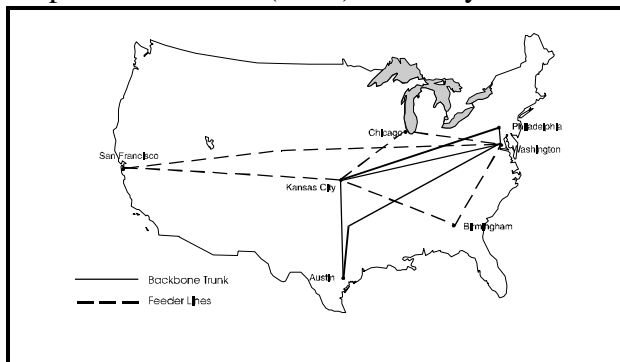 Chicago
Philadelphia
Washington
San Francisco
Kansas City
Birmingham
Austin
Backbone Trunk
Feeder Lines